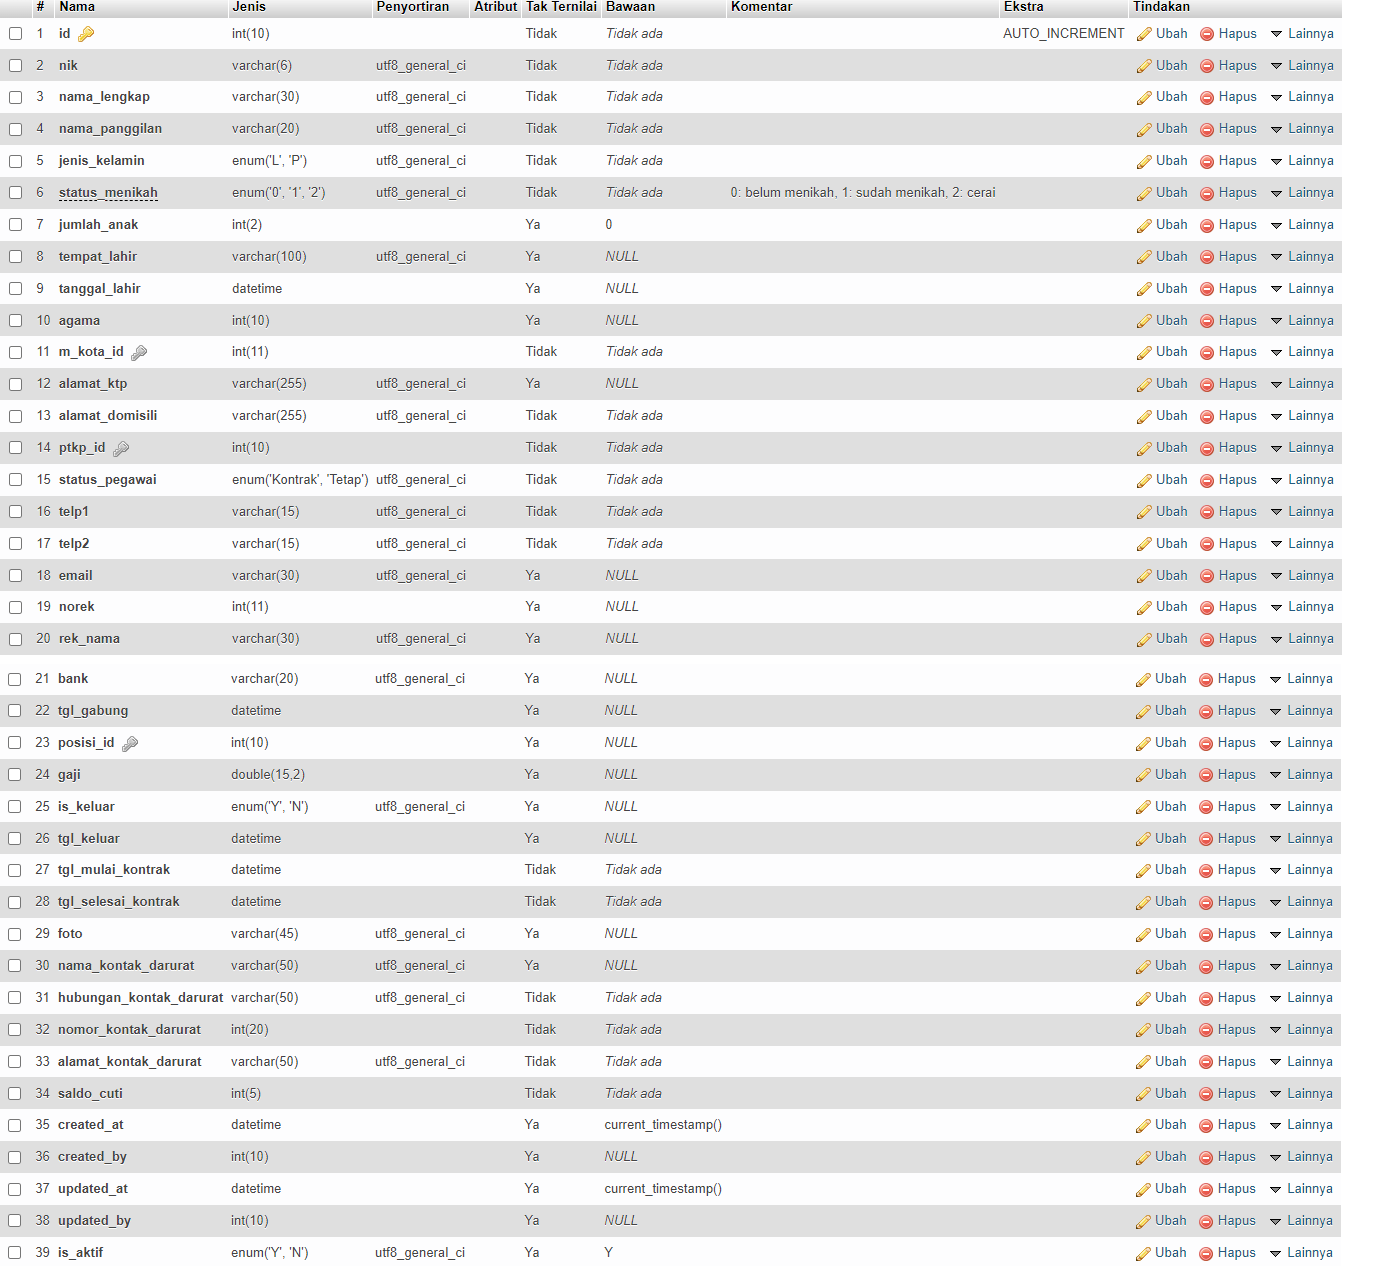 # Nama Jenis Penyortiran Atribut Tak Ternilai Bawaan Komentar Ekstra Tindakan
1 id int(10) Tidak Tidak ada AUTO_INCREMENT Ubah Hapus Lainnya
2 nik varchar(6) utf8_general_ci Tidak Tidak ada Ubah Hapus Lainnya
3 nama_lengkap varchar(30) utf8_general_ci Tidak Tidak ada Ubah Hapus Lainnya
4 nama_panggilan varchar(20) utf8_general_ci Tidak Tidak ada Ubah Hapus Lainnya
5 jenis_kelamin enum('L', 'P') utf8_general_ci Tidak Tidak ada Ubah Hapus Lainnya
6 status_menikah enum('0', '1', '2') utf8_general_ci Tidak Tidak ada 0: belum menikah, 1: sudah menikah, 2: cerai Ubah Hapus Lainnya
7 jumlah_anak int(2) Ya 0 Ubah Hapus Lainnya
8 tempat_lahir varchar(100) utf8_general_ci Ya NULL Ubah Hapus Lainnya
9 tanggal_lahir datetime Ya NULL Ubah Hapus Lainnya
10 agama int(10) Ya NULL Ubah Hapus Lainnya
11 m_kota_id int(11) Tidak Tidak ada Ubah Hapus Lainnya
12 alamat_ktp varchar(255) utf8_general_ci Ya NULL Ubah Hapus Lainnya
13 alamat_domisili varchar(255) utf8_general_ci Tidak Tidak ada Ubah Hapus Lainnya
14 ptkp_id int(10) Tidak Tidak ada Ubah Hapus Lainnya
15 status_pegawai enum('Kontrak', 'Tetap') utf8_general_ci Tidak Tidak ada Ubah Hapus Lainnya
16 telp1 varchar(15) utf8_general_ci Tidak Tidak ada Ubah Hapus Lainnya
17 telp2 varchar(15) utf8_general_ci Tidak Tidak ada Ubah Hapus Lainnya
18 email varchar(30) utf8_general_ci Ya NULL Ubah Hapus Lainnya
19 norek int(11) Ya NULL Ubah Hapus Lainnya
20 rek_nama varchar(30) utf8_general_ci Ya NULL Ubah Hapus Lainnya
21 bank varchar(20) utf8_general_ci Ya NULL Ubah Hapus Lainnya
22 tgl_gabung datetime Ya NULL Ubah Hapus Lainnya
23 posisi_id int(10) Ya NULL Ubah Hapus Lainnya
24 gaji double(15,2) Ya NULL Ubah Hapus Lainnya
25 is_keluar enum('Y', 'N') utf8_general_ci Ya NULL Ubah Hapus Lainnya
26 tgl_keluar datetime Ya NULL Ubah Hapus Lainnya
27 tgl_mulai_kontrak datetime Tidak Tidak ada Ubah Hapus Lainnya
28 tgl_selesai_kontrak datetime Tidak Tidak ada Ubah Hapus Lainnya
29 foto varchar(45) utf8_general_ci Ya NULL Ubah Hapus Lainnya
30 nama_kontak_darurat varchar(50) utf8_general_ci Ya NULL Ubah Hapus Lainnya
31 hubungan_kontak_darurat varchar(50) utf8_general_ci Tidak Tidak ada Ubah Hapus Lainnya
32 nomor_kontak_darurat int(20) Tidak Tidak ada Ubah Hapus Lainnya
33 alamat_kontak_darurat varchar(50) utf8_general_ci Tidak Tidak ada Ubah Hapus Lainnya
34 saldo_cuti int(5) Tidak Tidak ada Ubah Hapus Lainnya
35 created_at datetime Ya current_timestamp() Ubah Hapus Lainnya
36 created_by int(10) Ya NULL Ubah Hapus Lainnya
37 updated_at datetime Ya current_timestamp() Ubah Hapus Lainnya
38 updated_by int(10) Ya NULL Ubah Hapus Lainnya
39 is_aktif enum('Y', 'N') utf8_general_ci Ya Y Ubah Hapus Lainnya